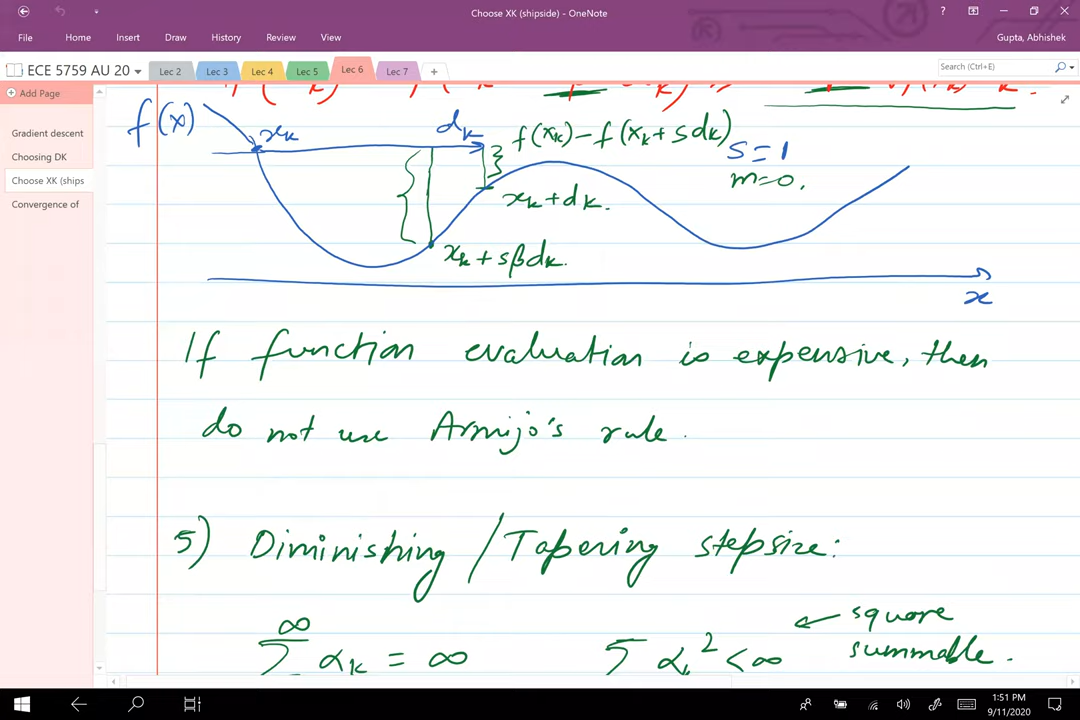 Choose XK (shipside) - OneNote
Gupta, Abhishek
File Home Insert Draw History Review View
ECE 5759 AU 20
Lec 2 Lec 3 Lec 4 Lec 5 Lec 6 Lec 7
Search (Ctrl+E)
Add Page
Gradient descent
Choosing DK
Choose XK (ships
Convergence of
f(x)
xk
dk
f(xk) - f(xk + sdk)
s = 1
m = 0.
xk + dk.
xk + sβdk.
x
If function evaluation is expensive, then
do not use Armijo's rule.
5) Diminishing / Tapering stepsize:
∞
∑ αk = ∞
∑ αk² < ∞
← square
summable.
1:51 PM
9/11/2020